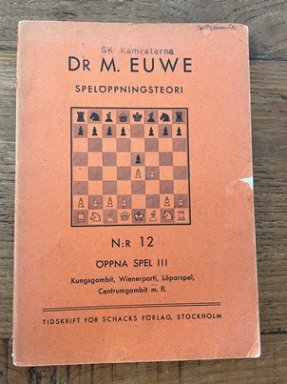 SK Kamraterna
DR M. EUWE
SPELÖPPNINGSTEORI
N:R 12
ÖPPNA SPEL III
Kungsgambit, Wienerparti, Löparspel,
Centrumgambit m. fl.
TIDSKRIFT FÖR SCHACKS FÖRLAG, STOCKHOLM